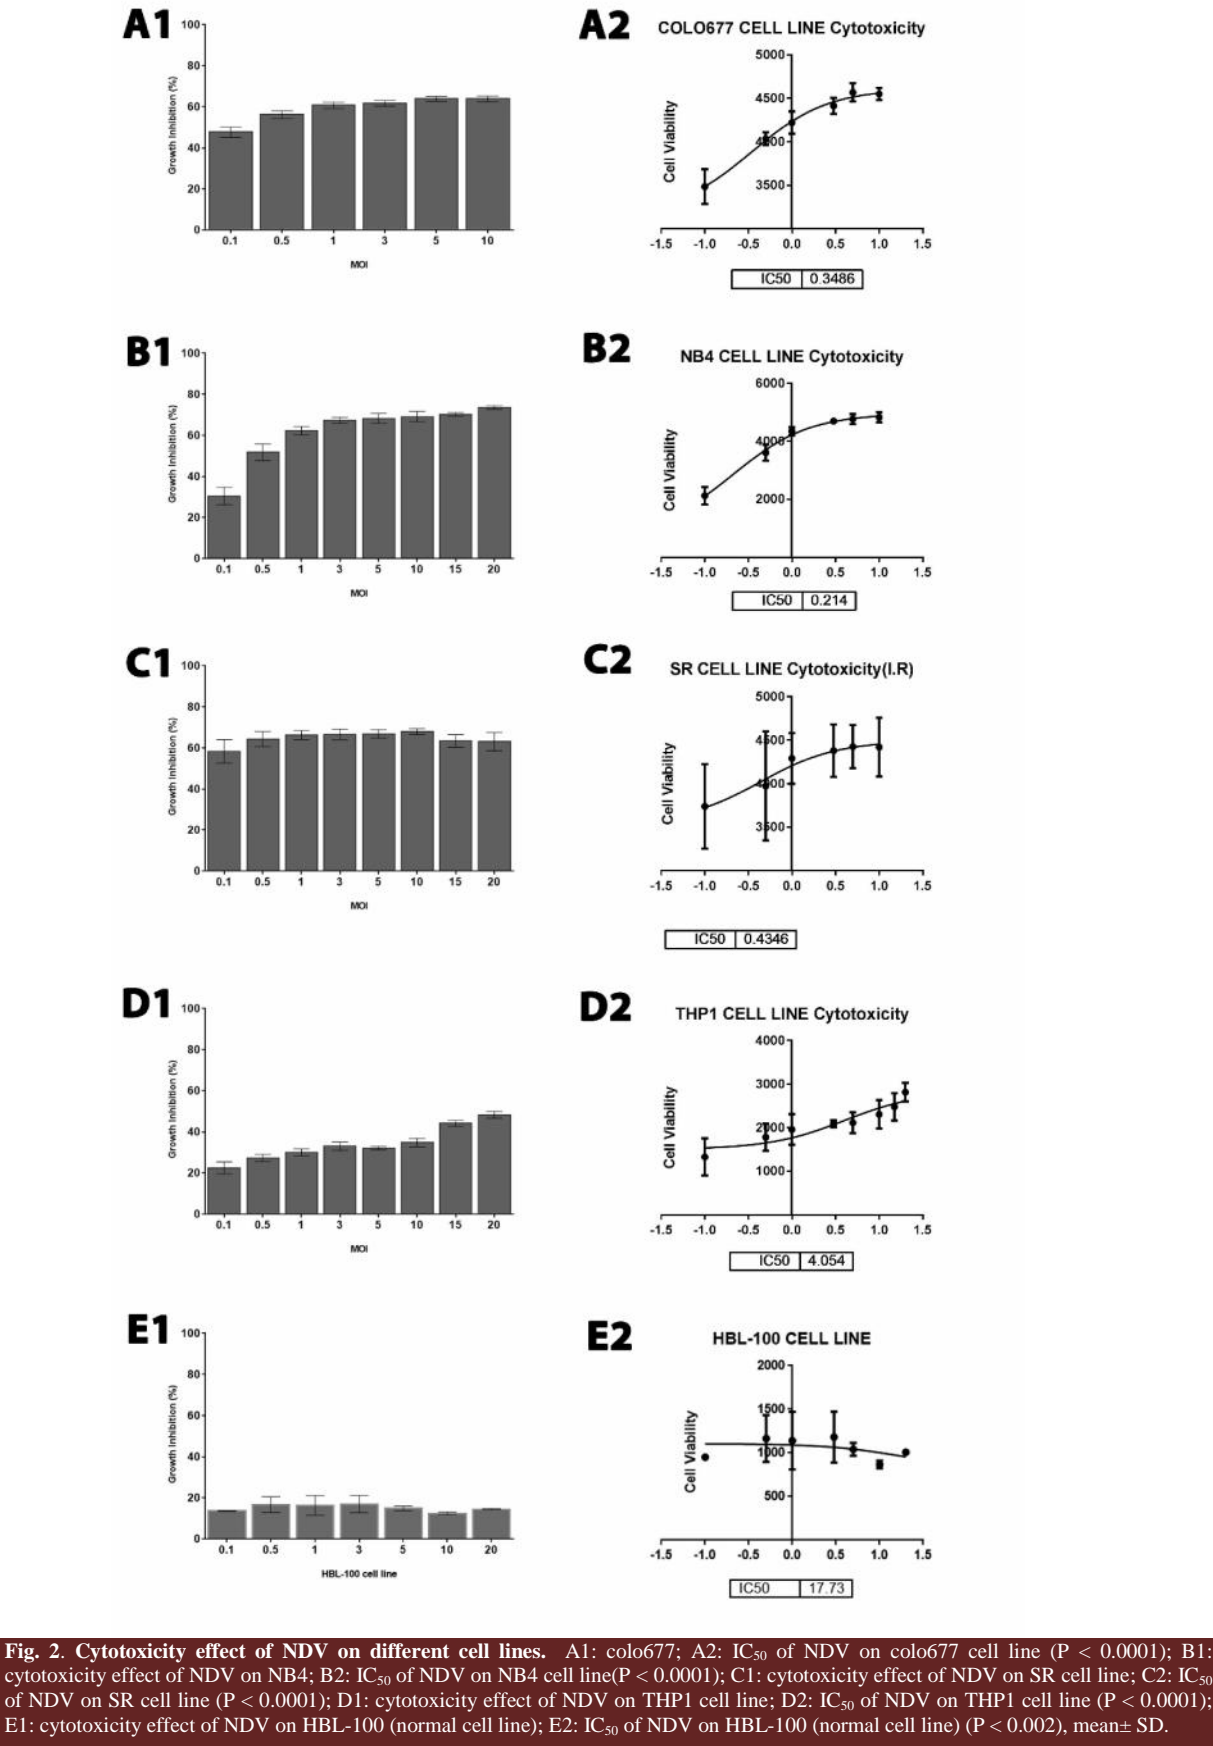 A1
100
80
60
40
20
0
Growth Inhibition (%)
0.1 0.5 1 3 5 10
MOI
A2
COLO677 CELL LINE Cytotoxicity
5000
4500
4000
3500
Cell Viability
-1.5 -1.0 -0.5 0.0 0.5 1.0 1.5
IC50 0.3486
B1
100
80
60
40
20
0
Growth Inhibition (%)
0.1 0.5 1 3 5 10 15 20
MOI
B2
NB4 CELL LINE Cytotoxicity
6000
4000
2000
Cell Viability
-1.5 -1.0 -0.5 0.0 0.5 1.0 1.5
IC50 0.214
C1
100
80
60
40
20
0
Growth Inhibition (%)
0.1 0.5 1 3 5 10 15 20
MOI
C2
SR CELL LINE Cytotoxicity(I.R)
5000
4500
4000
3500
Cell Viability
-1.5 -1.0 -0.5 0.0 0.5 1.0 1.5
IC50 0.4346
D1
100
80
60
40
20
0
Growth Inhibition (%)
0.1 0.5 1 3 5 10 15 20
MOI
D2
THP1 CELL LINE Cytotoxicity
4000
3000
2000
1000
Cell Viability
-1.5 -1.0 -0.5 0.0 0.5 1.0 1.5
IC50 4.054
E1
100
80
60
40
20
0
Growth Inhibition (%)
0.1 0.5 1 3 5 10 20
HBL-100 cell line
E2
HBL-100 CELL LINE
2000
1500
1000
500
Cell Viability
-1.5 -1.0 -0.5 0.0 0.5 1.0 1.5
IC50 17.73
Fig. 2. Cytotoxicity effect of NDV on different cell lines. A1: colo677; A2: IC50 of NDV on colo677 cell line (P < 0.0001); B1:
cytotoxicity effect of NDV on NB4; B2: IC50 of NDV on NB4 cell line(P < 0.0001); C1: cytotoxicity effect of NDV on SR cell line; C2: IC50
of NDV on SR cell line (P < 0.0001); D1: cytotoxicity effect of NDV on THP1 cell line; D2: IC50 of NDV on THP1 cell line (P < 0.0001);
E1: cytotoxicity effect of NDV on HBL-100 (normal cell line); E2: IC50 of NDV on HBL-100 (normal cell line) (P < 0.002), mean± SD.